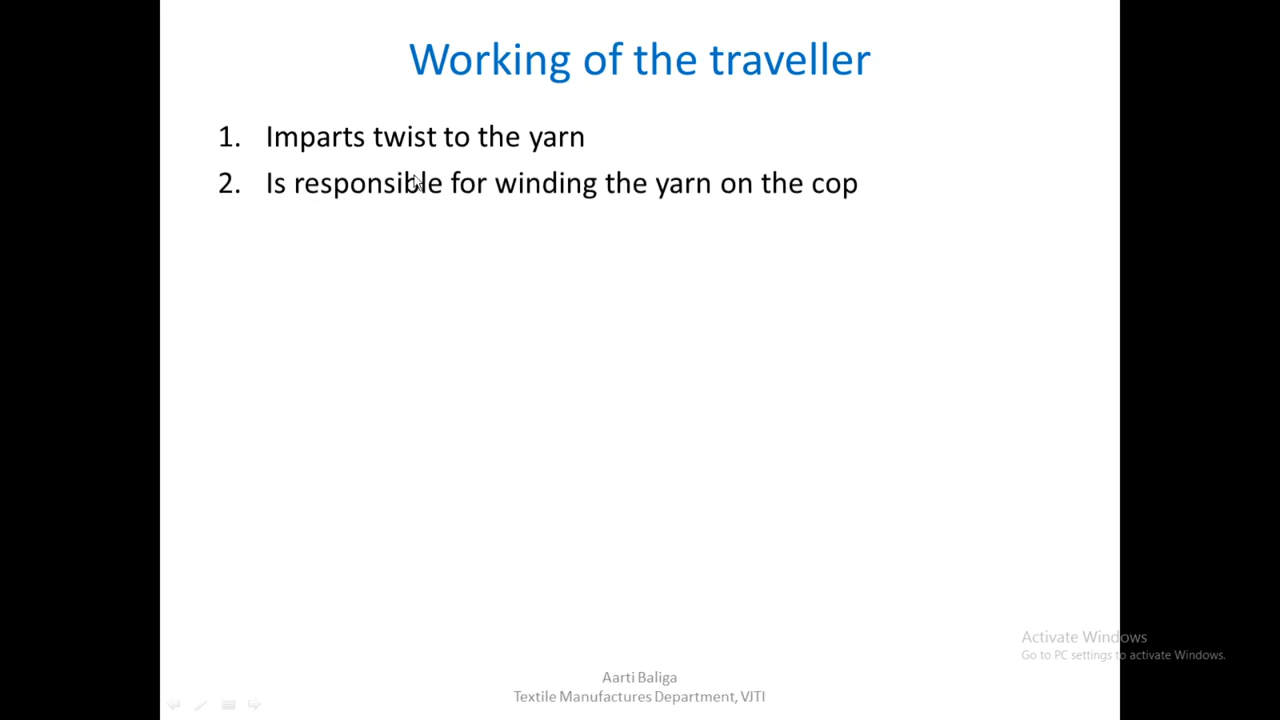 Working of the traveller
1. Imparts twist to the yarn
2. Is responsible for winding the yarn on the cop
Activate Windows
Go to PC settings to activate Windows.
Aarti Baliga
Textile Manufactures Department, VJTI